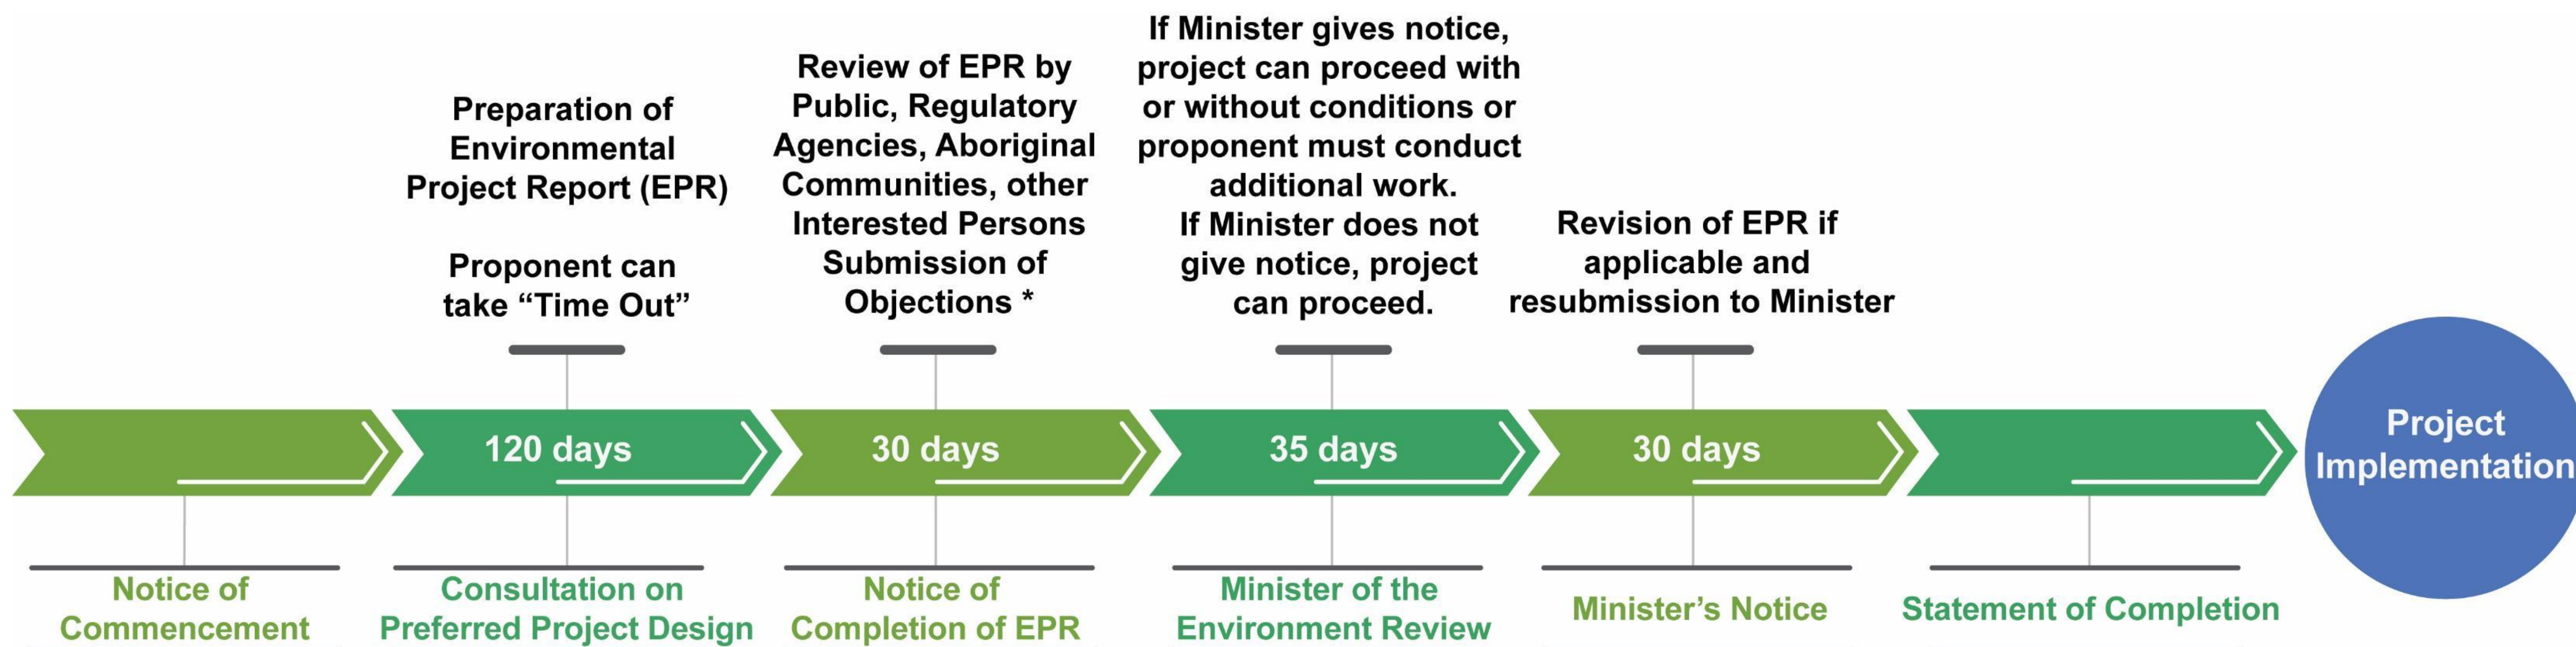 Preparation of
Environmental
Project Report (EPR)
Proponent can
take “Time Out”
Review of EPR by
Public, Regulatory
Agencies, Aboriginal
Communities, other
Interested Persons
Submission of
Objections *
If Minister gives notice,
project can proceed with
or without conditions or
proponent must conduct
additional work.
If Minister does not
give notice, project
can proceed.
Revision of EPR if
applicable and
resubmission to Minister
120 days
30 days
35 days
30 days
Project
Implementation
Notice of
Commencement
Consultation on
Preferred Project Design
Notice of
Completion of EPR
Minister of the
Environment Review
Minister’s Notice
Statement of Completion